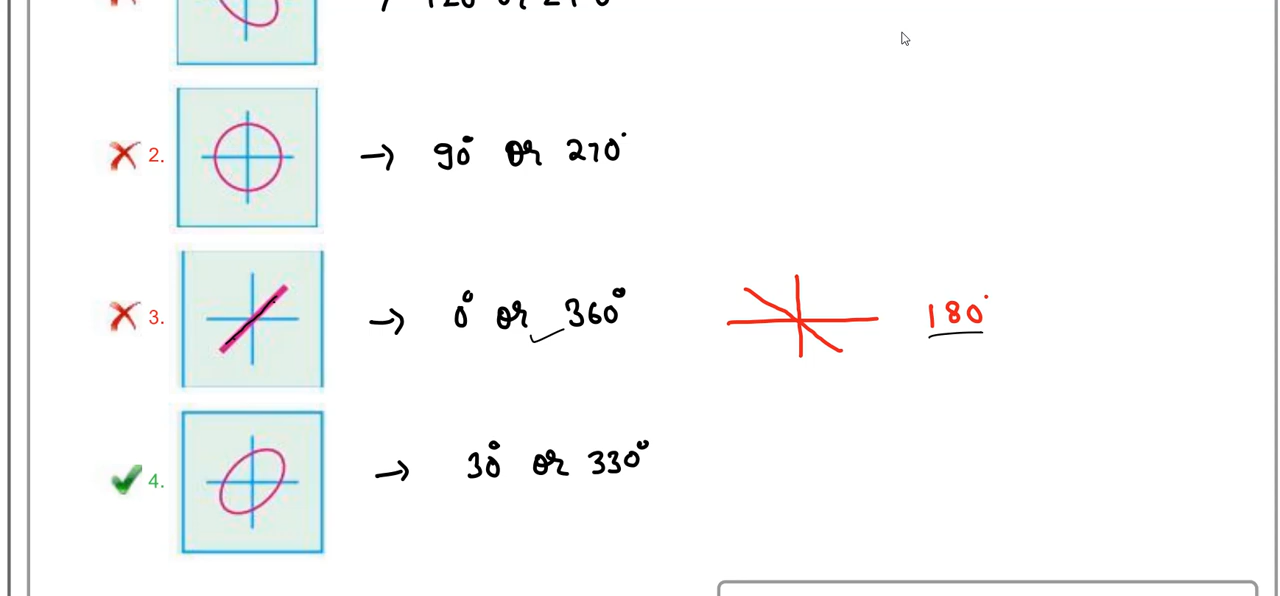 2. → 90° or 270°
3. → 0° or 360° 180°
4. → 30° or 330°